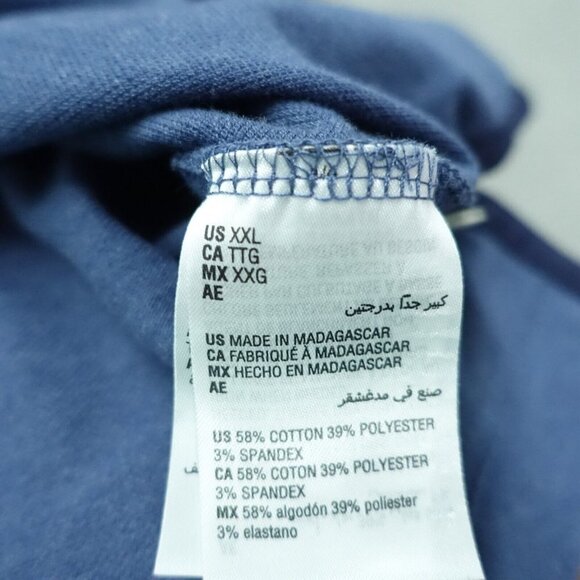 US XXL
CA TTG
MX XXG
AE
كبير جدًا بدرجتين
US MADE IN MADAGASCAR
CA FABRIQUÉ À MADAGASCAR
MX HECHO EN MADAGASCAR
AE
صنع في مدغشقر
US 58% COTTON 39% POLYESTER
3% SPANDEX
CA 58% COTON 39% POLYESTER
3% SPANDEX
MX 58% algodón 39% poliester
3% elastano